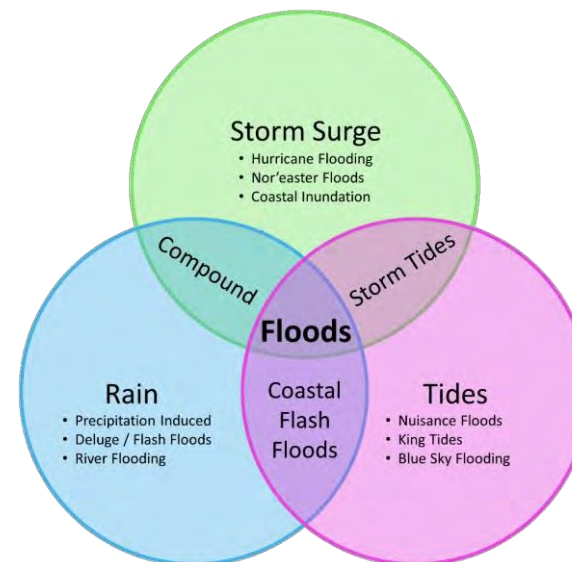 Storm Surge
• Hurricane Flooding
• Nor'easter Floods
• Coastal Inundation
Compound
Storm Tides
Floods
Rain
• Precipitation Induced
• Deluge / Flash Floods
• River Flooding
Coastal
Flash
Floods
Tides
• Nuisance Floods
• King Tides
• Blue Sky Flooding